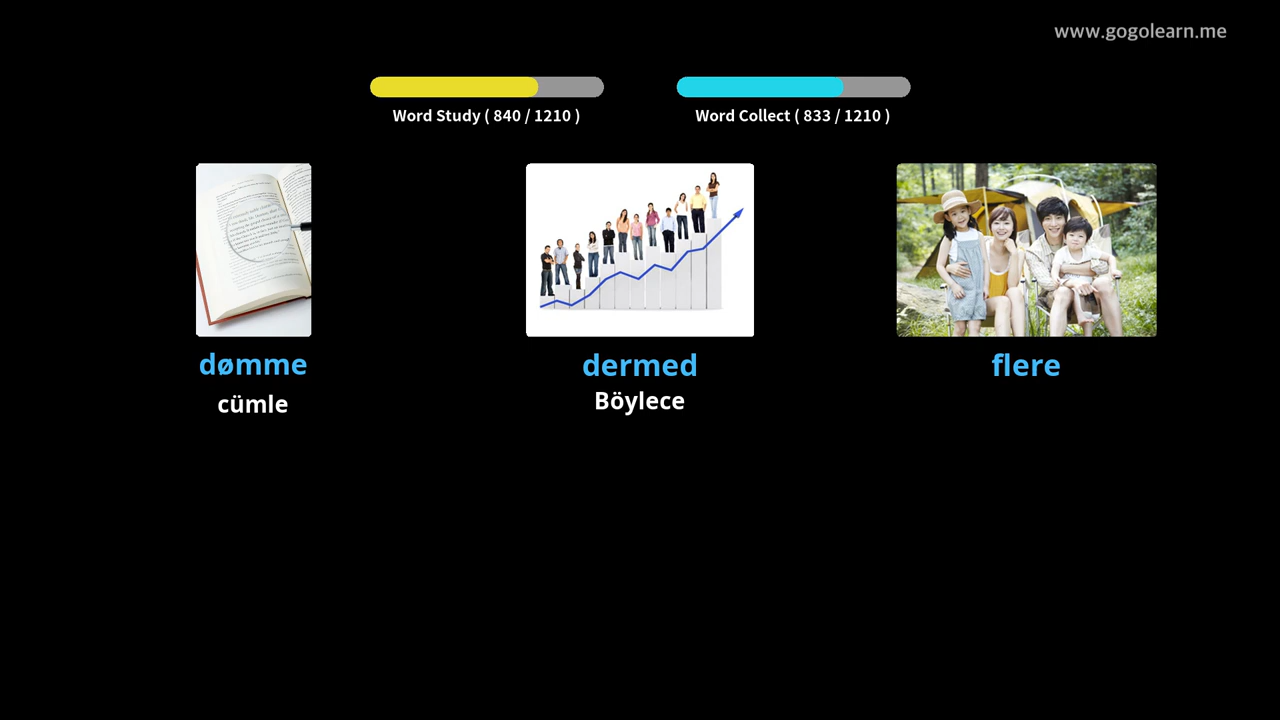 www.gogolearn.me
Word Study ( 840 / 1210 )
Word Collect ( 833 / 1210 )
dømme
cümle
dermed
Böylece
flere